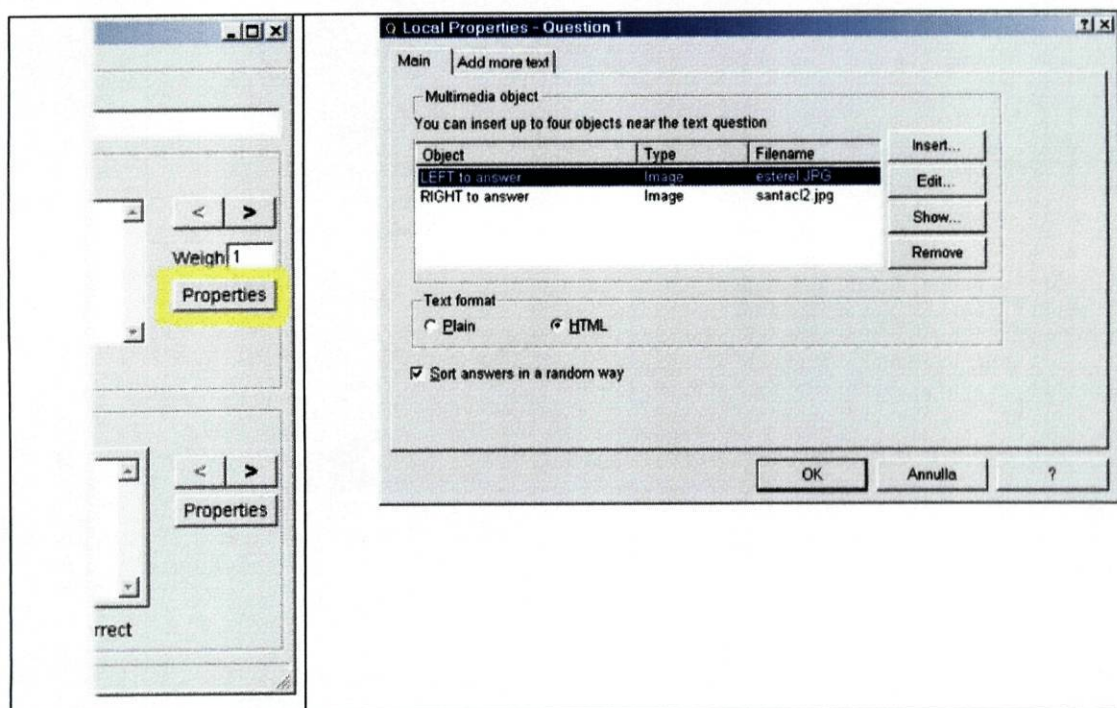 <
>
Weigh 1
Properties
<
>
Properties
rrect
Local Properties - Question 1
Main
Add more text
Multimedia object
You can insert up to four objects near the text question
Object Type Filename
LEFT to answer Image esterel.JPG
RIGHT to answer Image santacl2.jpg
Insert...
Edit...
Show...
Remove
Text format
Plain HTML
Sort answers in a random way
OK Annulla ?